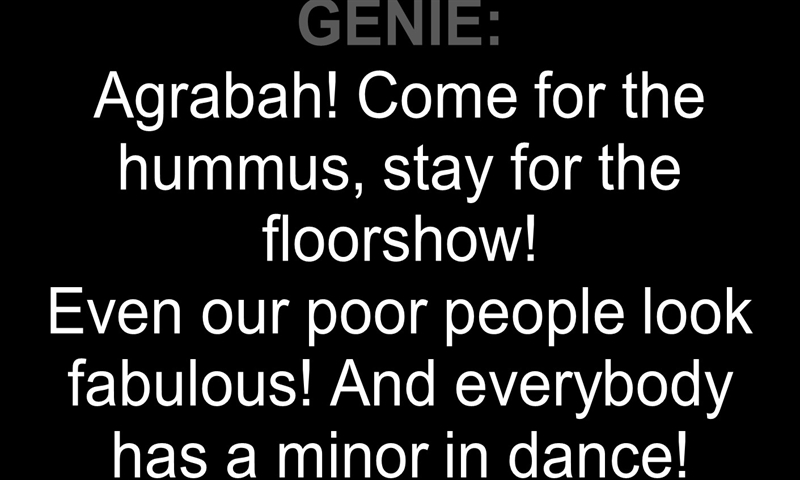 GENIE:
Agrabah! Come for the
hummus, stay for the
floorshow!
Even our poor people look
fabulous! And everybody
has a minor in dance!